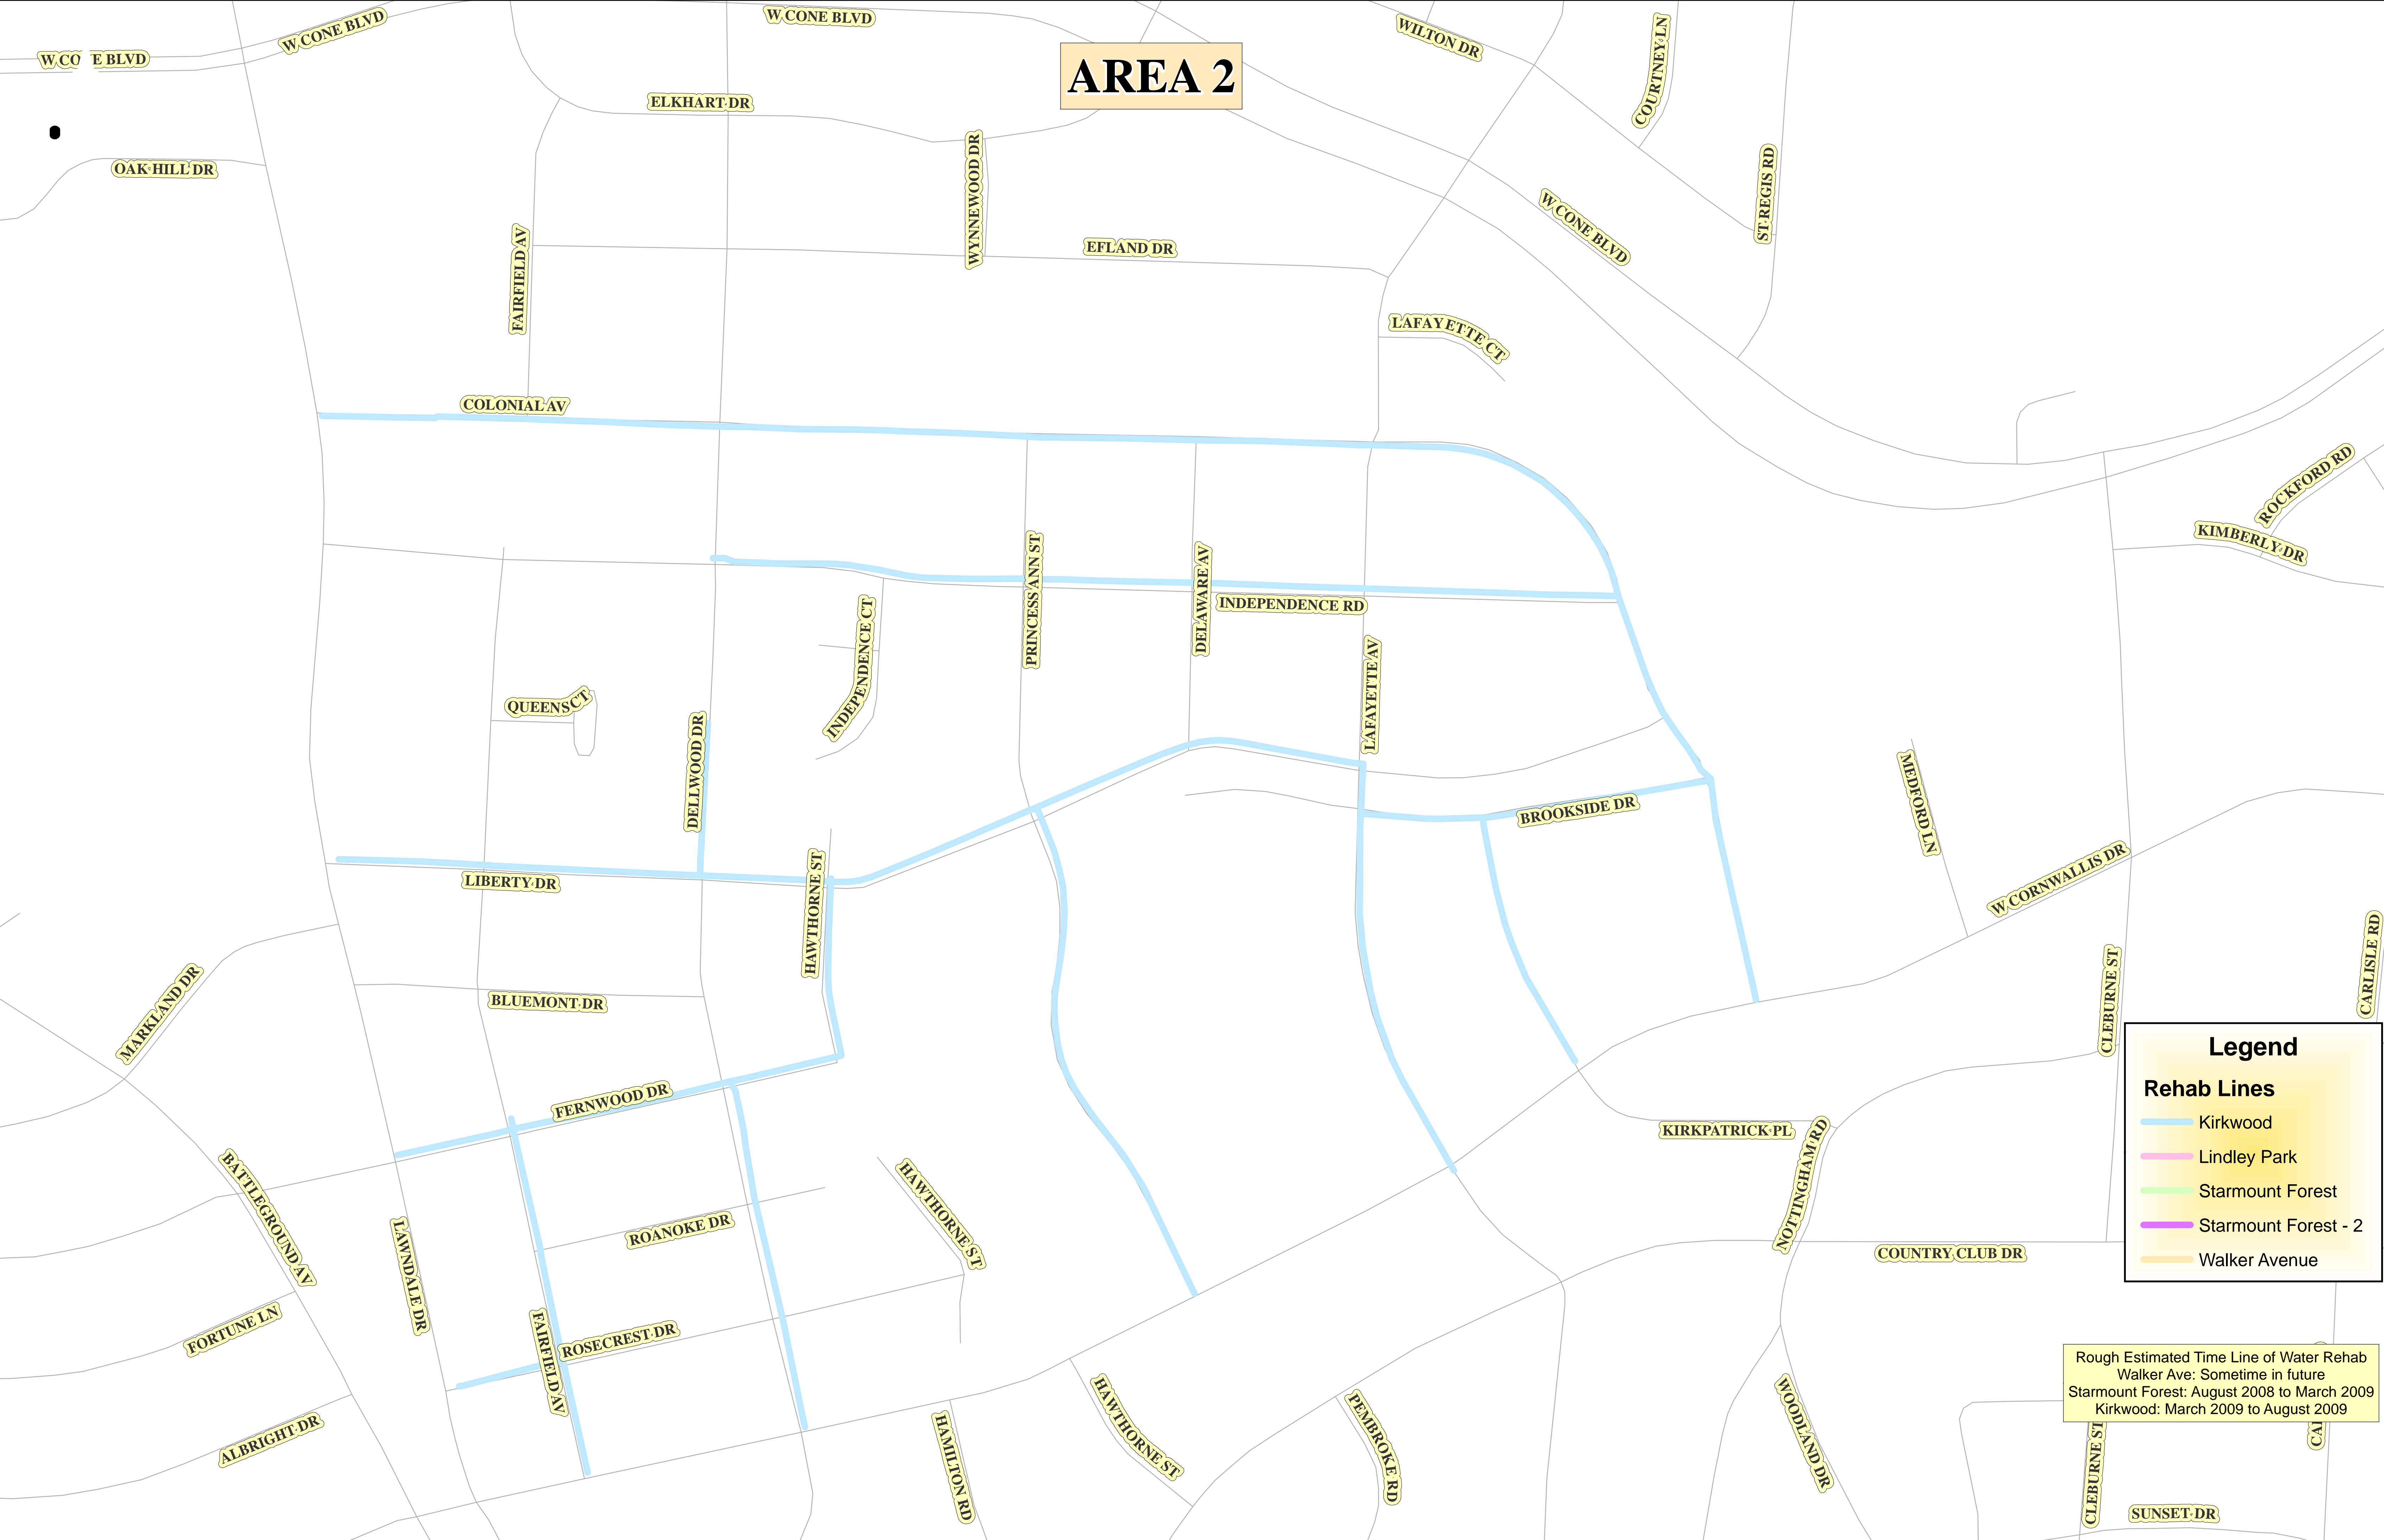 W CONE BLVD
W CONE BLVD
WILTON DR
COURTNEY LN
W CO E BLVD
AREA 2
ELKHART DR
OAK HILL DR
WYNNEWOOD DR
ST REGIS RD
W CONE BLVD
FAIRFIELD AV
EFLAND DR
LAFAYETTE CT
COLONIAL AV
ROCKFORD RD
KIMBERLY DR
PRINCESS ANN ST
DELAWARE AV
INDEPENDENCE RD
INDEPENDENCE CT
LAFAYETTE AV
QUEENS CT
DELLWOOD DR
BROOKSIDE DR
MEDFORD LN
W CORNWALLIS DR
LIBERTY DR
HAWTHORNE ST
CARLISLE RD
CLEBURNE ST
MARKLAND DR
BLUEMONT DR
FERNWOOD DR
KIRKPATRICK PL
NOTTINGHAM RD
BATTLEGROUND AV
HAWTHORNE ST
ROANOKE DR
COUNTRY CLUB DR
LAWNDALE DR
FORTUNE LN
FAIRFIELD AV
ROSECREST DR
ALBRIGHT DR
HAMILTON RD
HAWTHORNE ST
PEMBROKE RD
WOODLAND DR
CLEBURNE ST
CA
SUNSET DR
Legend
Rehab Lines
Kirkwood
Lindley Park
Starmount Forest
Starmount Forest - 2
Walker Avenue
Rough Estimated Time Line of Water Rehab
Walker Ave: Sometime in future
Starmount Forest: August 2008 to March 2009
Kirkwood: March 2009 to August 2009